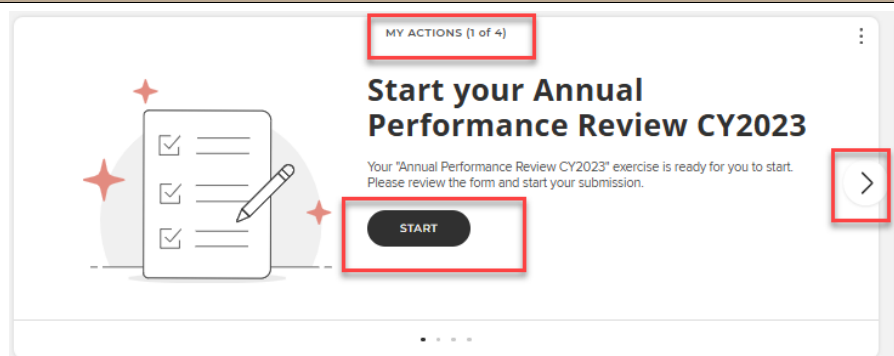 MY ACTIONS (1 of 4)
Start your Annual
Performance Review CY2023
Your "Annual Performance Review CY2023" exercise is ready for you to start.
Please review the form and start your submission.
START